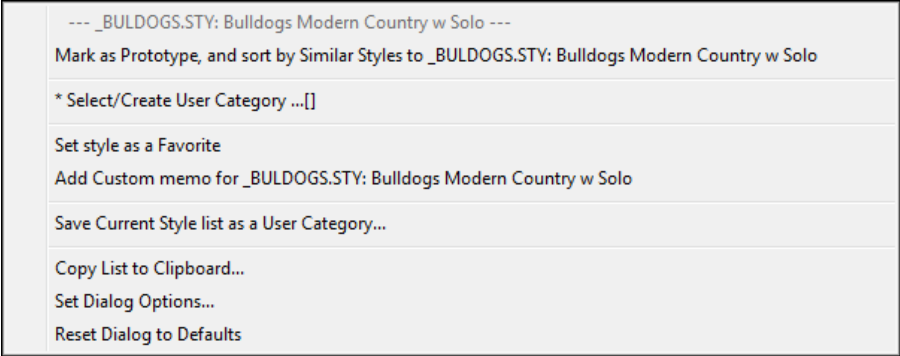 --- _BULDOGS.STY: Bulldogs Modern Country w Solo ---
Mark as Prototype, and sort by Similar Styles to _BULDOGS.STY: Bulldogs Modern Country w Solo
* Select/Create User Category ...[]
Set style as a Favorite
Add Custom memo for _BULDOGS.STY: Bulldogs Modern Country w Solo
Save Current Style list as a User Category...
Copy List to Clipboard...
Set Dialog Options...
Reset Dialog to Defaults